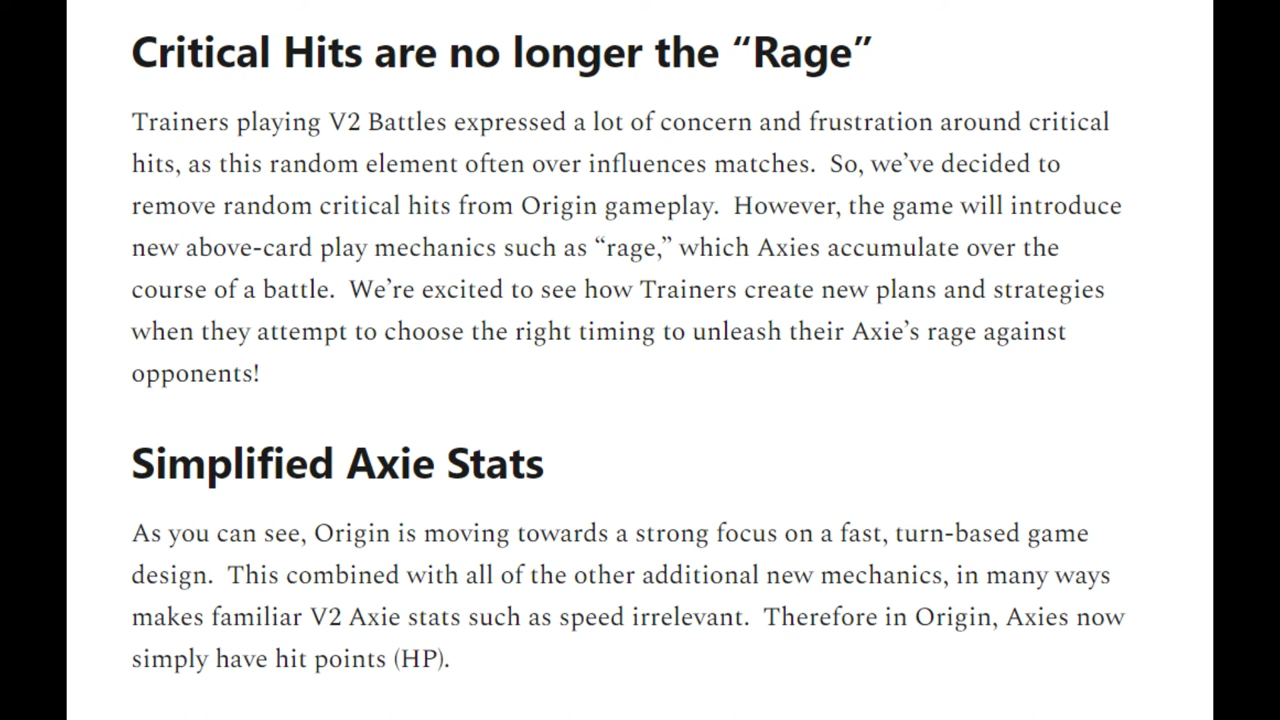 Critical Hits are no longer the “Rage”
Trainers playing V2 Battles expressed a lot of concern and frustration around critical
hits, as this random element often over influences matches.  So, we’ve decided to
remove random critical hits from Origin gameplay.  However, the game will introduce
new above-card play mechanics such as “rage,” which Axies accumulate over the
course of a battle.  We’re excited to see how Trainers create new plans and strategies
when they attempt to choose the right timing to unleash their Axie’s rage against
opponents!
Simplified Axie Stats
As you can see, Origin is moving towards a strong focus on a fast, turn-based game
design.  This combined with all of the other additional new mechanics, in many ways
makes familiar V2 Axie stats such as speed irrelevant.  Therefore in Origin, Axies now
simply have hit points (HP).